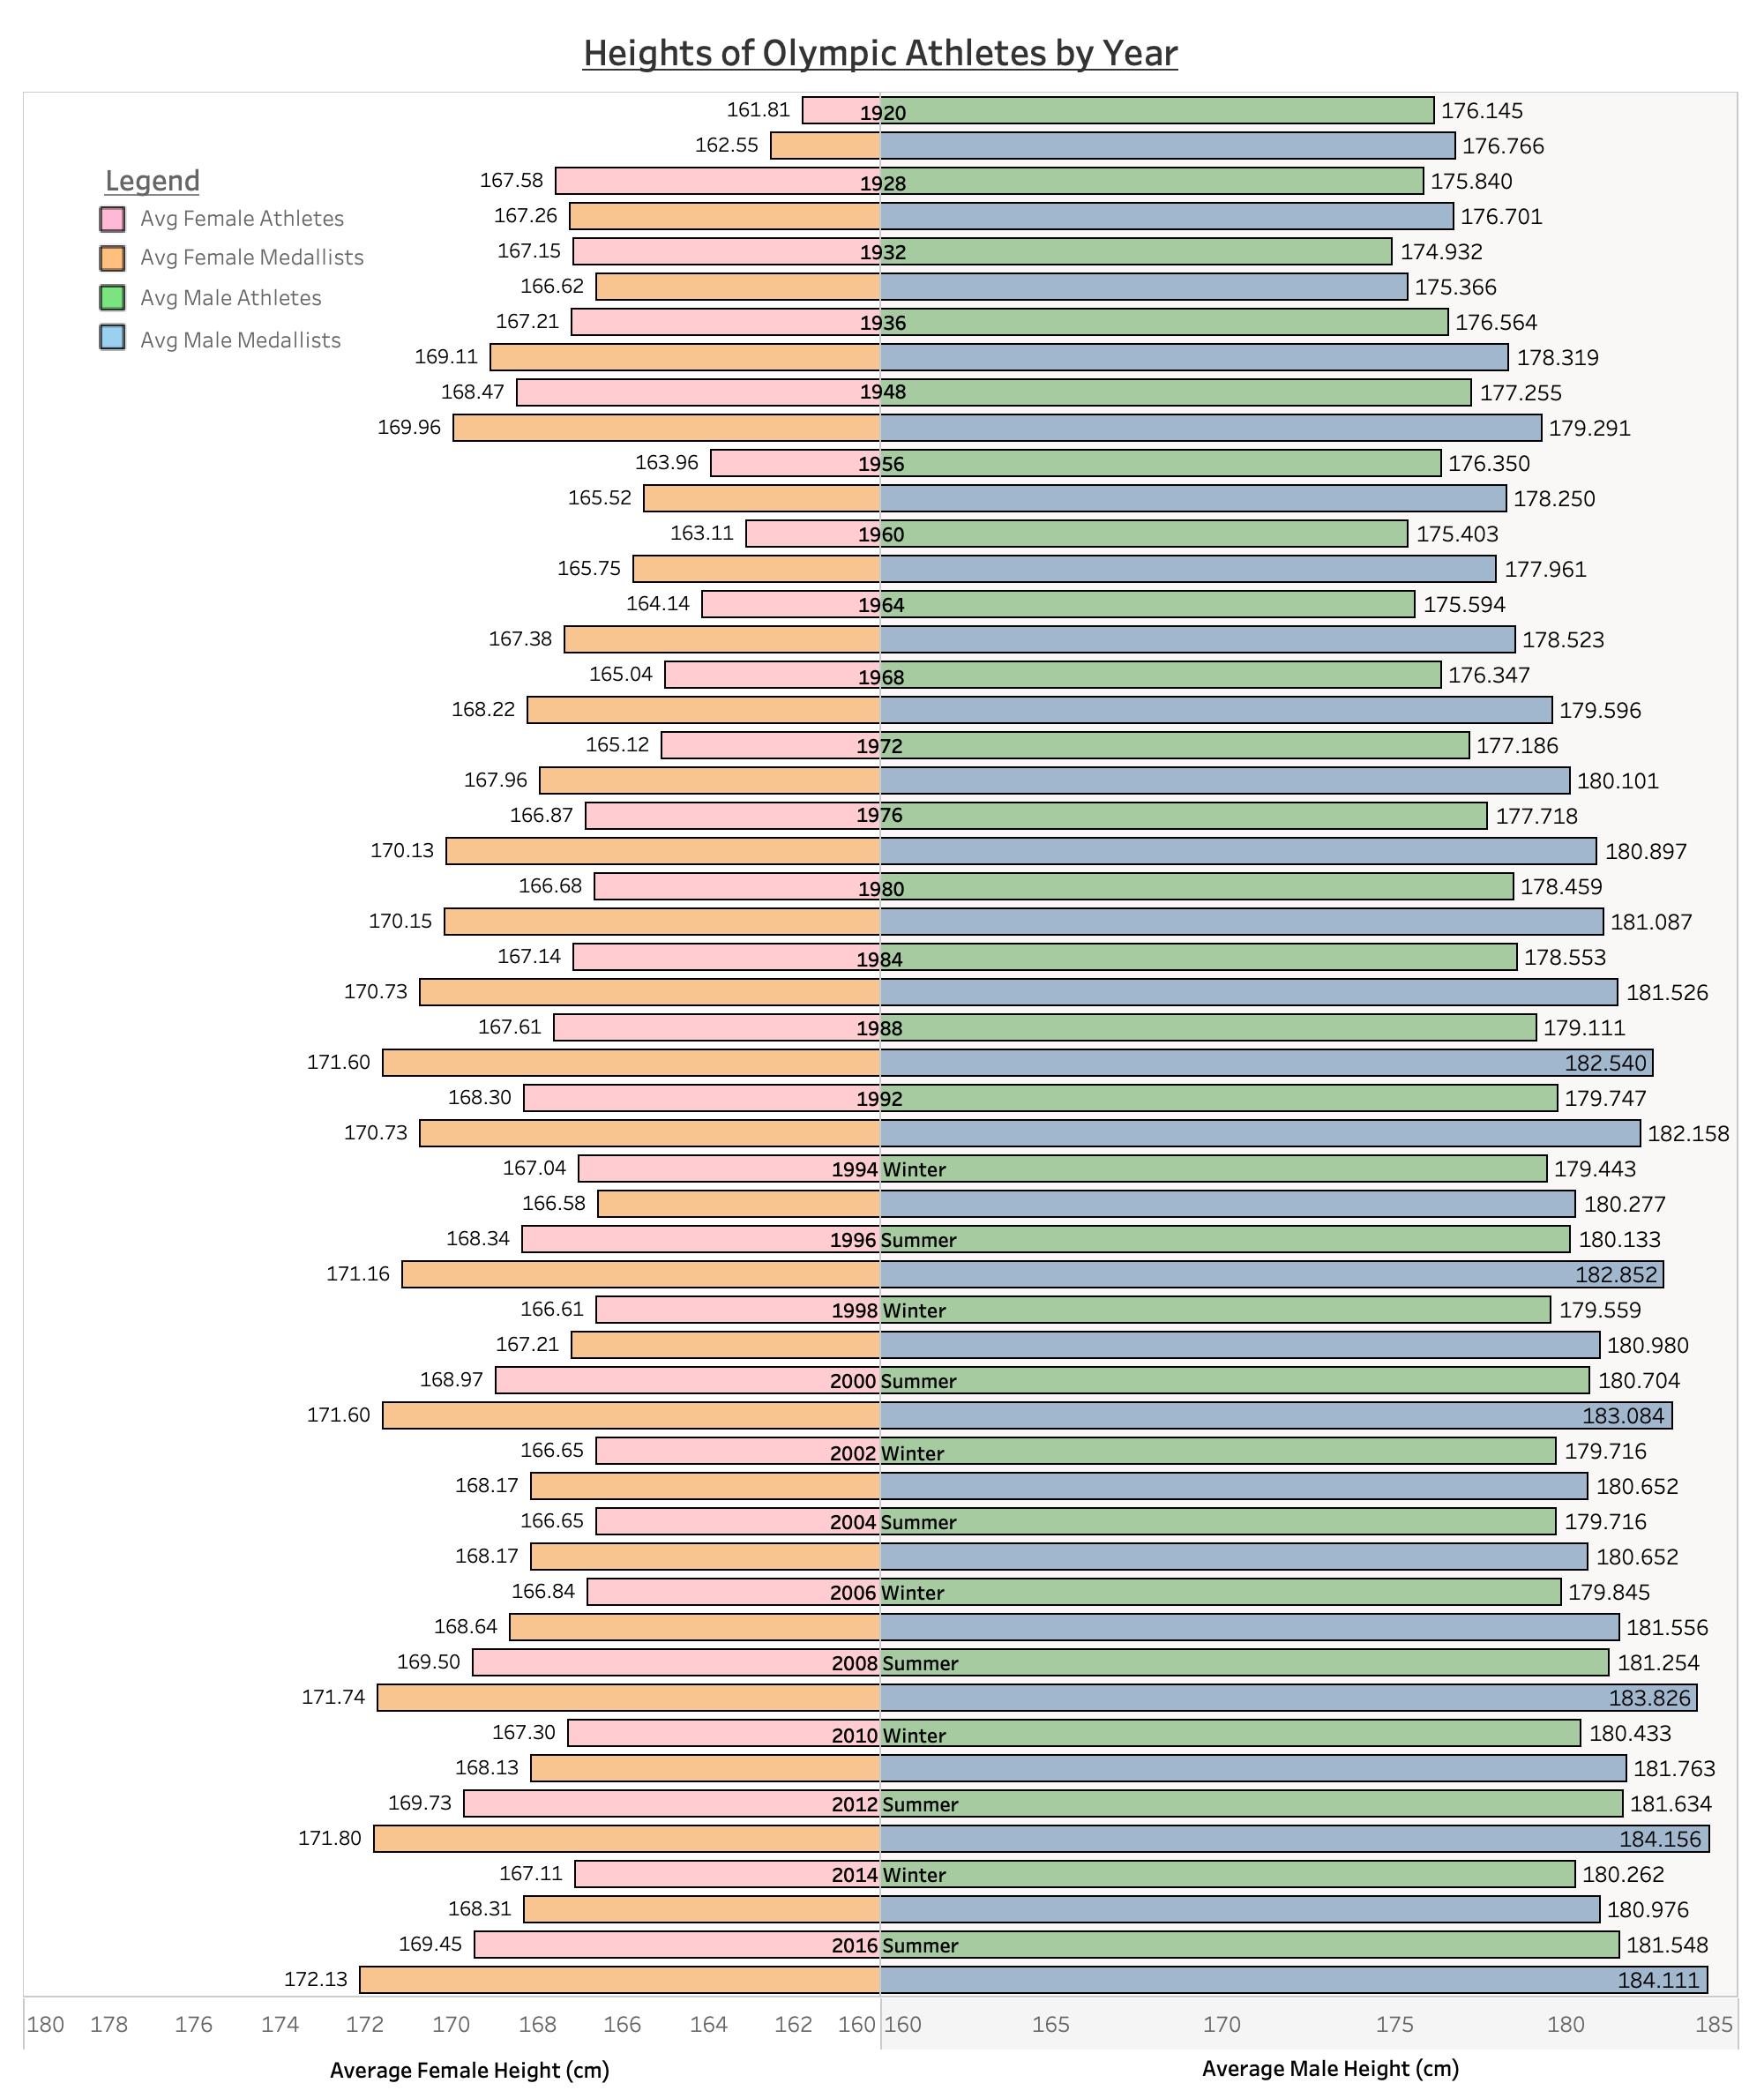 Heights of Olympic Athletes by Year
161.81 1920 176.145
162.55 176.766
Legend
167.58 1928 175.840
Avg Female Athletes
167.26 176.701
167.15 1932 174.932
Avg Female Medallists
166.62 175.366
Avg Male Athletes
167.21 1936 176.564
Avg Male Medallists
169.11 178.319
168.47 1948 177.255
169.96 179.291
163.96 1956 176.350
165.52 178.250
163.11 1960 175.403
165.75 177.961
164.14 1964 175.594
167.38 178.523
165.04 1968 176.347
168.22 179.596
165.12 1972 177.186
167.96 180.101
166.87 1976 177.718
170.13 180.897
166.68 1980 178.459
170.15 181.087
167.14 1984 178.553
170.73 181.526
167.61 1988 179.111
171.60 182.540
168.30 1992 179.747
170.73 182.158
167.04 1994 Winter 179.443
166.58 180.277
168.34 1996 Summer 180.133
171.16 182.852
166.61 1998 Winter 179.559
167.21 180.980
168.97 2000 Summer 180.704
171.60 183.084
166.65 2002 Winter 179.716
168.17 180.652
166.65 2004 Summer 179.716
168.17 180.652
166.84 2006 Winter 179.845
168.64 181.556
169.50 2008 Summer 181.254
171.74 183.826
167.30 2010 Winter 180.433
168.13 181.763
169.73 2012 Summer 181.634
171.80 184.156
167.11 2014 Winter 180.262
168.31 180.976
169.45 2016 Summer 181.548
172.13 184.111
180 178 176 174 172 170 168 166 164 162 160 160 165 170 175 180 185
Average Female Height (cm) Average Male Height (cm)